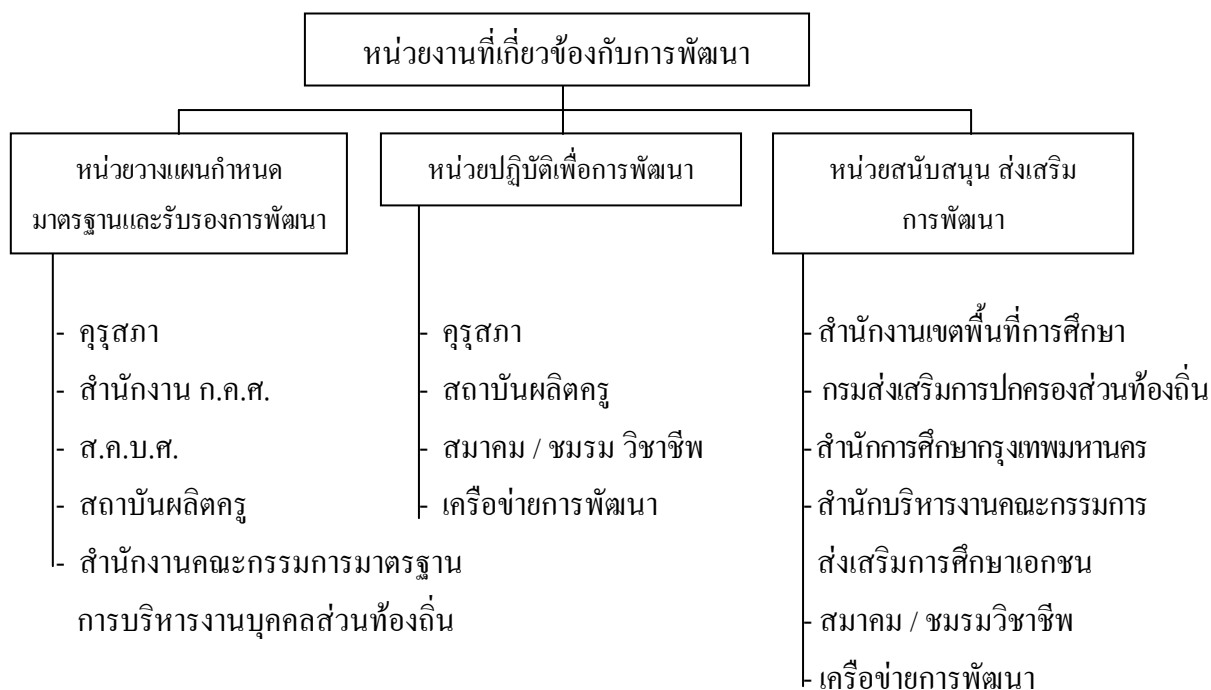 หน่วยงานที่เกี่ยวข้องกับการพัฒนา
หน่วยวางแผนกำหนด
มาตรฐานและรับรองการพัฒนา
- คุรุสภา
- สำนักงาน ก.ค.ศ.
- ส.ค.บ.ศ.
- สถาบันผลิตครู
- สำนักงานคณะกรรมการมาตรฐาน
การบริหารงานบุคคลส่วนท้องถิ่น
หน่วยปฏิบัติเพื่อการพัฒนา
- คุรุสภา
- สถาบันผลิตครู
- สมาคม / ชมรม วิชาชีพ
- เครือข่ายการพัฒนา
หน่วยสนับสนุน ส่งเสริม
การพัฒนา
- สำนักงานเขตพื้นที่การศึกษา
- กรมส่งเสริมการปกครองส่วนท้องถิ่น
- สำนักการศึกษากรุงเทพมหานคร
- สำนักบริหารงานคณะกรรมการ
ส่งเสริมการศึกษาเอกชน
- สมาคม / ชมรมวิชาชีพ
- เครือข่ายการพัฒนา